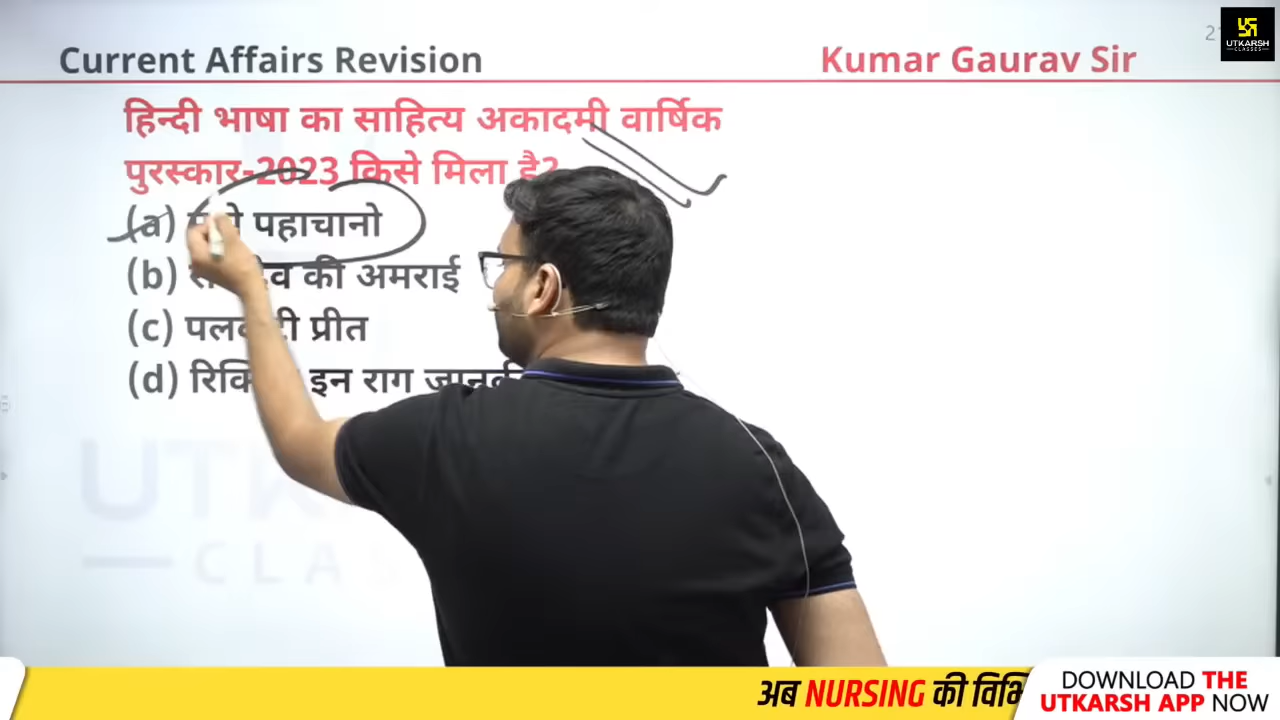 UTKARSH
CLASSES
Current Affairs Revision
Kumar Gaurav Sir
हिन्दी भाषा का साहित्य अकादमी वार्षिक
पुरस्कार-2023 किसे मिला है?
(a) पहाचानो
(b) की अमराई
(c) प्रीत
(d) इन राग
अब NURSING की
DOWNLOAD THE
UTKARSH APP NOW